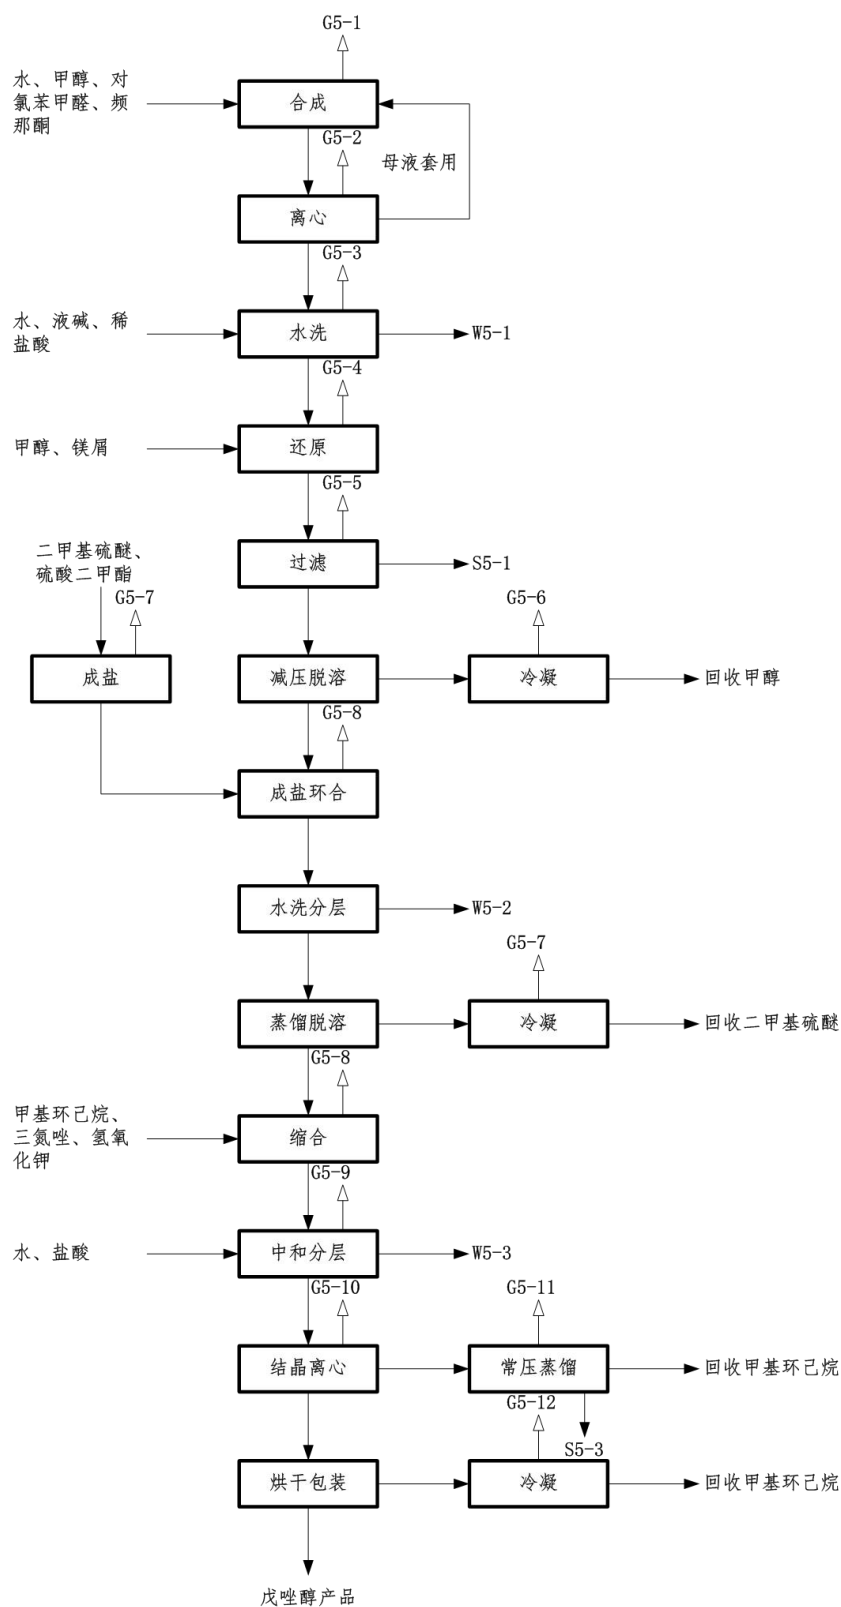 G5-1
水、甲醇、对
氯苯甲醛、频
那酮
合成
G5-2
母液套用
离心
G5-3
水、液碱、稀
盐酸
水洗
W5-1
G5-4
甲醇、镁屑
还原
G5-5
过滤
S5-1
二甲基硫醚、
硫酸二甲酯
G5-7
G5-6
成盐
减压脱溶
冷凝
回收甲醇
G5-8
成盐环合
水洗分层
W5-2
G5-7
蒸馏脱溶
冷凝
回收二甲基硫醚
G5-8
甲基环己烷、
三氮唑、氢氧
化钾
缩合
G5-9
水、盐酸
中和分层
W5-3
G5-10
G5-11
结晶离心
常压蒸馏
回收甲基环己烷
G5-12
S5-3
烘干包装
冷凝
回收甲基环己烷
戊唑醇产品